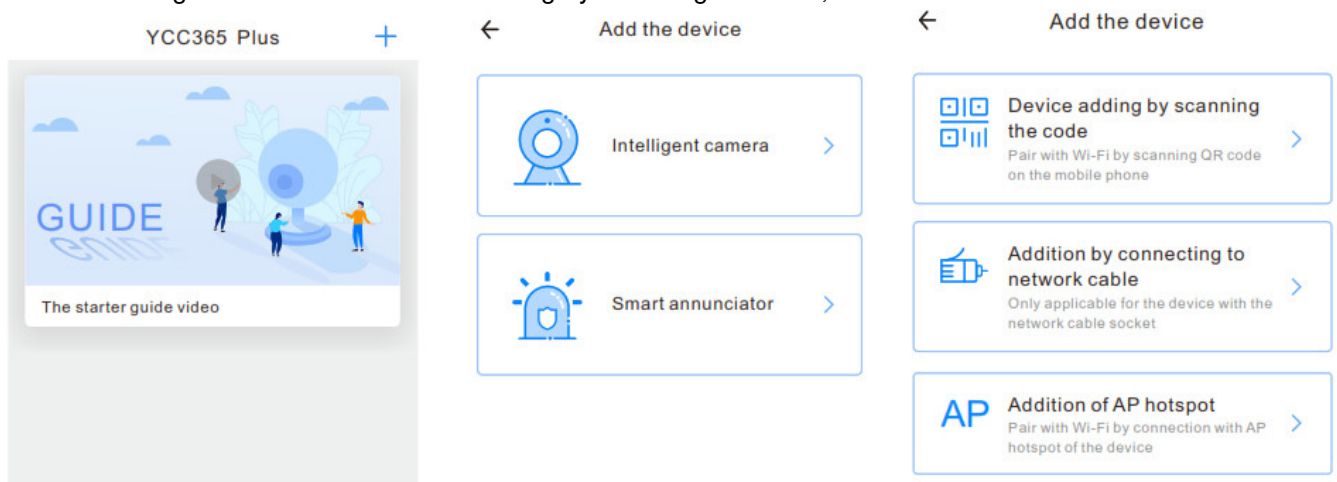 YCC365 Plus +
GUIDE
The starter guide video
Add the device
Intelligent camera
Smart annunciator
Add the device
Device adding by scanning
the code
Pair with Wi-Fi by scanning QR code
on the mobile phone
Addition by connecting to
network cable
Only applicable for the device with the
network cable socket
AP
Addition of AP hotspot
Pair with Wi-Fi by connection with AP
hotspot of the device